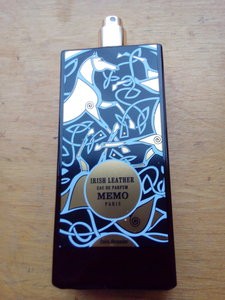 IRISH LEATHER
EAU DE PARFUM
MEMO
PARIS